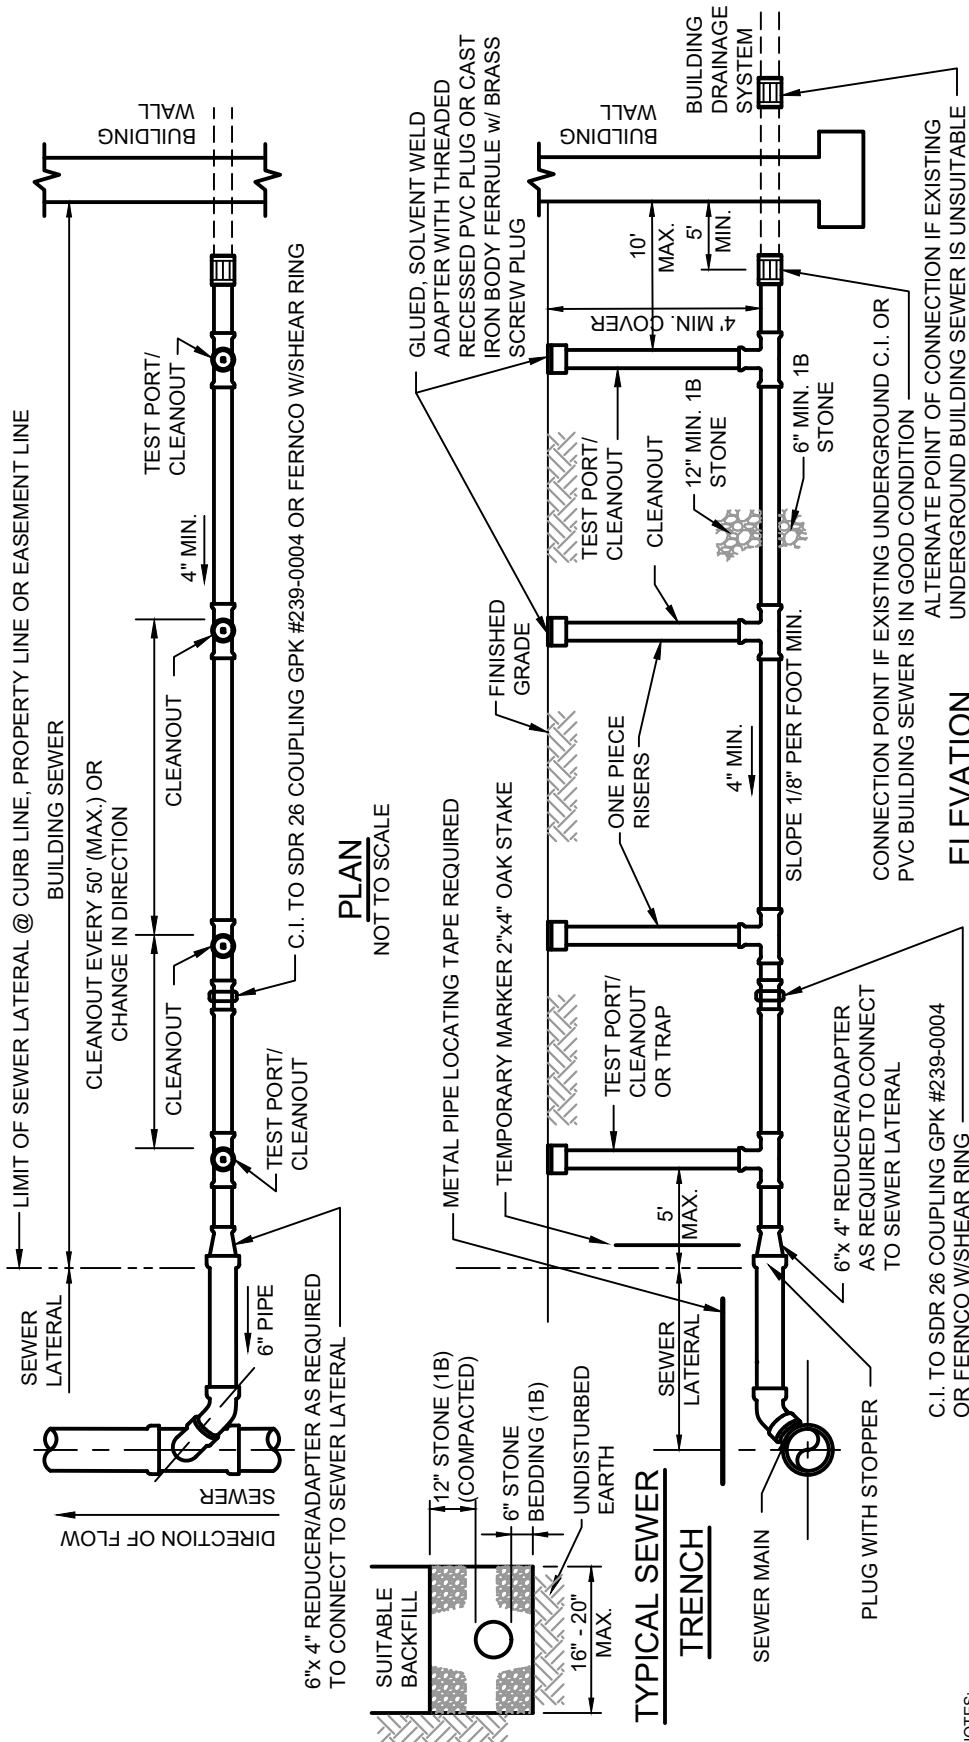 LIMIT OF SEWER LATERAL @ CURB LINE, PROPERTY LINE OR EASEMENT LINE
SEWER
LATERAL
BUILDING SEWER
CLEANOUT EVERY 50' (MAX.) OR
CHANGE IN DIRECTION
CLEANOUT
CLEANOUT
4" MIN.
TEST PORT/
CLEANOUT
BUILDING
WALL
DIRECTION OF FLOW
SEWER
6" PIPE
6"x 4" REDUCER/ADAPTER AS REQUIRED
TO CONNECT TO SEWER LATERAL
TEST PORT/
CLEANOUT
C.I. TO SDR 26 COUPLING GPK #239-0004 OR FERNCO W/SHEAR RING
PLAN
NOT TO SCALE
SUITABLE
BACKFILL
12" STONE (1B)
(COMPACTED)
6" STONE
BEDDING (1B)
UNDISTURBED
EARTH
16" - 20"
MAX.
TYPICAL SEWER
TRENCH
METAL PIPE LOCATING TAPE REQUIRED
TEMPORARY MARKER 2"x4" OAK STAKE
FINISHED
GRADE
GLUED, SOLVENT WELD
ADAPTER WITH THREADED
RECESSED PVC PLUG OR CAST
IRON BODY FERRULE w/ BRASS
SCREW PLUG
BUILDING
WALL
BUILDING
DRAINAGE
SYSTEM
SEWER
LATERAL
5'
MAX.
TEST PORT/
CLEANOUT
OR TRAP
ONE PIECE
RISERS
CLEANOUT
TEST PORT/
CLEANOUT
12" MIN. 1B
STONE
6" MIN. 1B
STONE
4' MIN. COVER
10'
MAX.
5'
MIN.
4" MIN.
SLOPE 1/8" PER FOOT MIN.
SEWER MAIN
PLUG WITH STOPPER
6"x 4" REDUCER/ADAPTER
AS REQUIRED TO CONNECT
TO SEWER LATERAL
C.I. TO SDR 26 COUPLING GPK #239-0004
OR FERNCO W/SHEAR RING
CONNECTION POINT IF EXISTING UNDERGROUND C.I. OR
PVC BUILDING SEWER IS IN GOOD CONDITION
ALTERNATE POINT OF CONNECTION IF EXISTING
UNDERGROUND BUILDING SEWER IS UNSUITABLE
ELEVATION
NOTES: